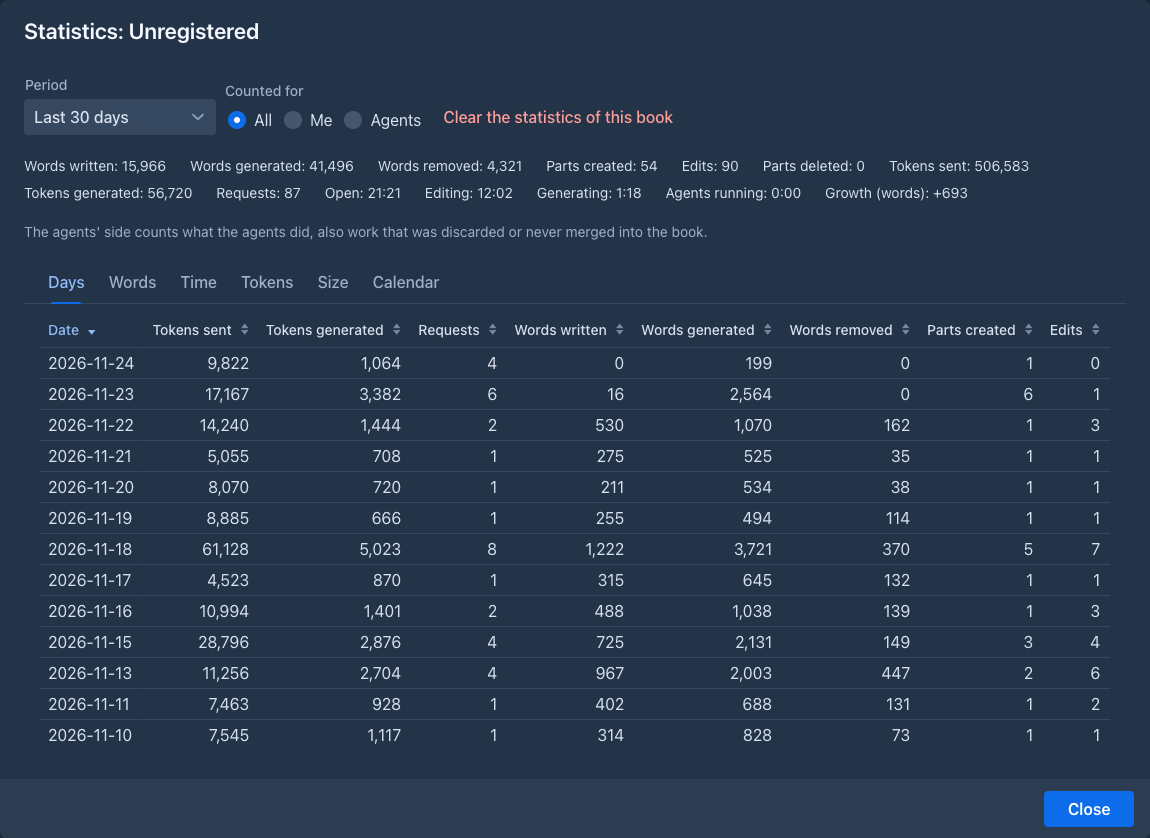 Statistics: Unregistered
Period
Counted for
Last 30 days
All Me Agents Clear the statistics of this book
Words written: 15,966 Words generated: 41,496 Words removed: 4,321 Parts created: 54 Edits: 90 Parts deleted: 0 Tokens sent: 506,583
Tokens generated: 56,720 Requests: 87 Open: 21:21 Editing: 12:02 Generating: 1:18 Agents running: 0:00 Growth (words): +693
The agents' side counts what the agents did, also work that was discarded or never merged into the book.
Days Words Time Tokens Size Calendar
Date Tokens sent Tokens generated Requests Words written Words generated Words removed Parts created Edits
2026-11-24 9,822 1,064 4 0 199 0 1 0
2026-11-23 17,167 3,382 6 16 2,564 0 6 1
2026-11-22 14,240 1,444 2 530 1,070 162 1 3
2026-11-21 5,055 708 1 275 525 35 1 1
2026-11-20 8,070 720 1 211 534 38 1 1
2026-11-19 8,885 666 1 255 494 114 1 1
2026-11-18 61,128 5,023 8 1,222 3,721 370 5 7
2026-11-17 4,523 870 1 315 645 132 1 1
2026-11-16 10,994 1,401 2 488 1,038 139 1 3
2026-11-15 28,796 2,876 4 725 2,131 149 3 4
2026-11-13 11,256 2,704 4 967 2,003 447 2 6
2026-11-11 7,463 928 1 402 688 131 1 2
2026-11-10 7,545 1,117 1 314 828 73 1 1
Close